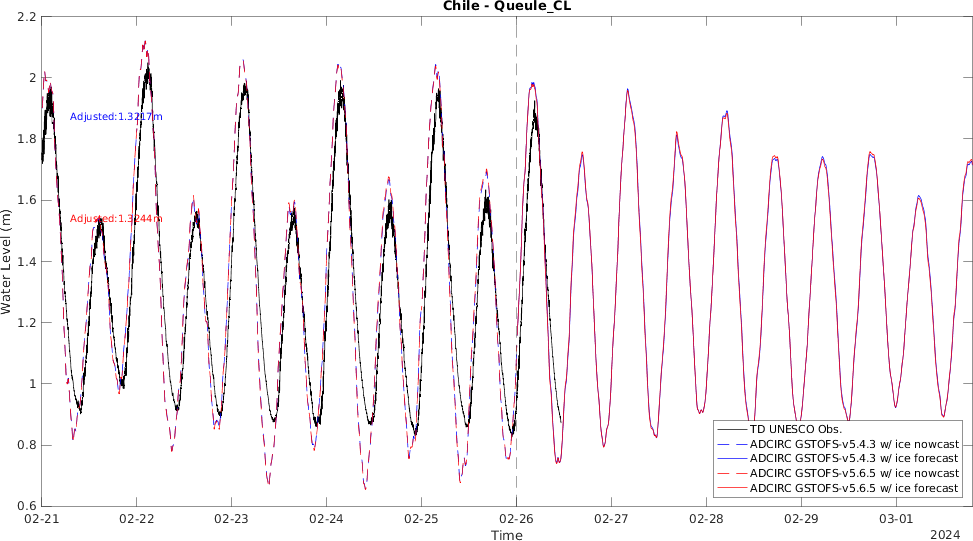 Chile - Queule_CL
2.2
2
1.8
1.6
1.4
1.2
1
0.8
0.6
Water Level (m)
Adjusted:1.3217m
Adjusted:1.3244m
TD UNESCO Obs.
ADCIRC GSTOFS-v5.4.3 w/ ice nowcast
ADCIRC GSTOFS-v5.4.3 w/ ice forecast
ADCIRC GSTOFS-v5.6.5 w/ ice nowcast
ADCIRC GSTOFS-v5.6.5 w/ ice forecast
02-21 02-22 02-23 02-24 02-25 02-26 02-27 02-28 02-29 03-01
Time
2024